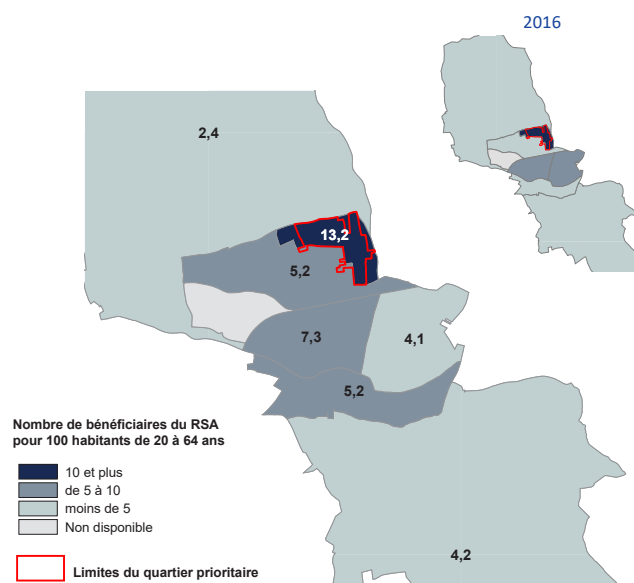 2016
2,4
13,2
5,2
7,3
4,1
5,2
4,2
Nombre de bénéficiaires du RSA
pour 100 habitants de 20 à 64 ans
10 et plus
de 5 à 10
moins de 5
Non disponible
Limites du quartier prioritaire